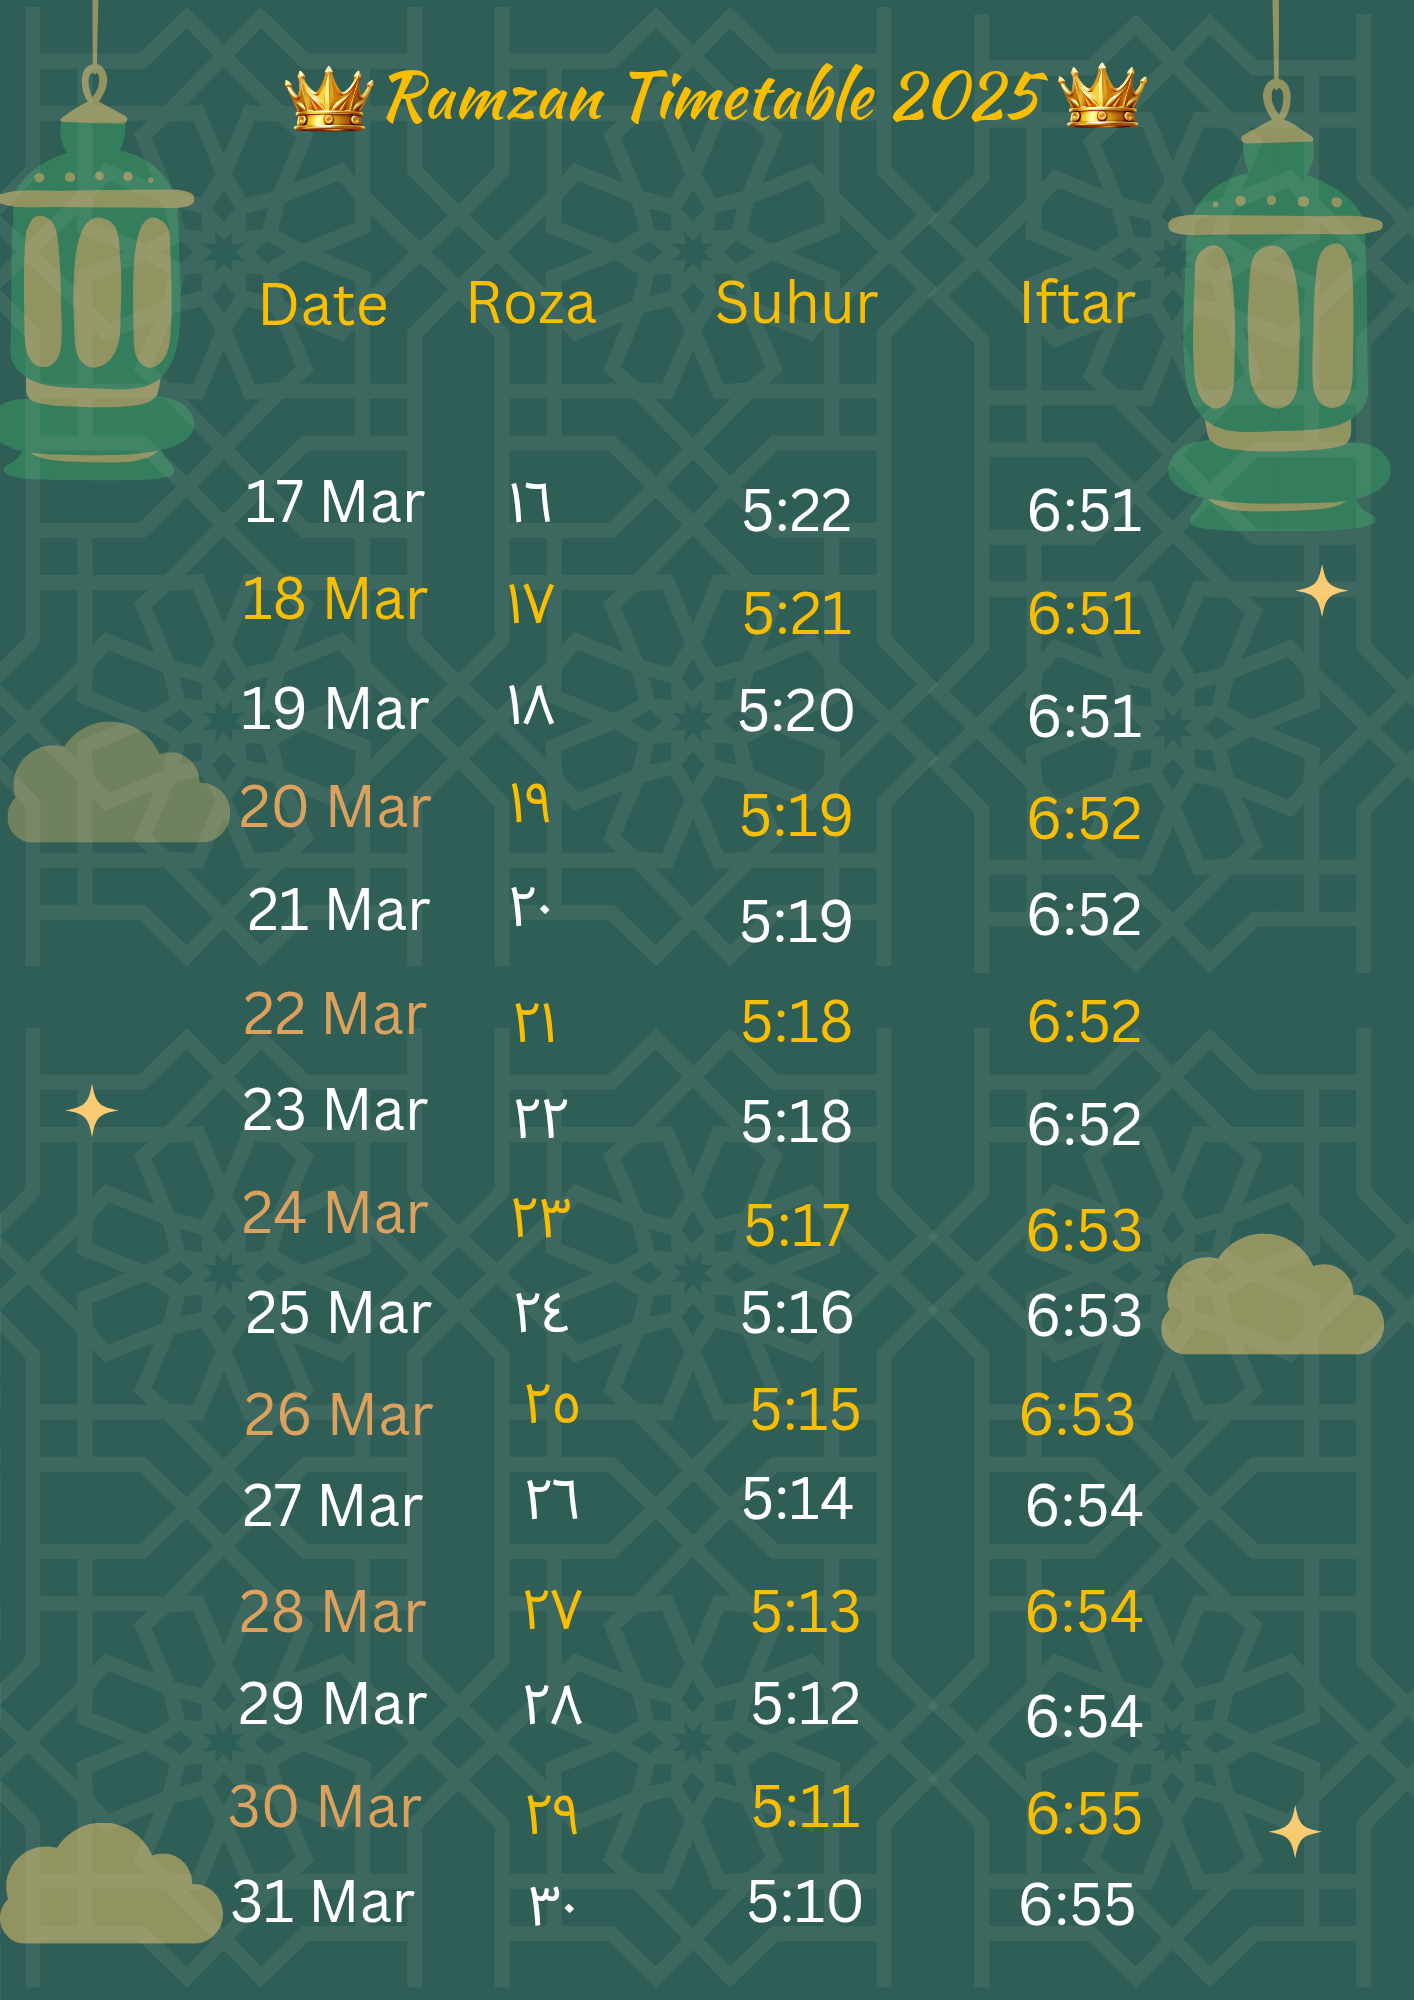 Ramzan Timetable 2025
Date Roza Suhur Iftar
17 Mar ١٦ 5:22 6:51
18 Mar ١٧ 5:21 6:51
19 Mar ١٨ 5:20 6:51
20 Mar ١٩ 5:19 6:52
21 Mar ٢٠ 5:19 6:52
22 Mar ٢١ 5:18 6:52
23 Mar ٢٢ 5:18 6:52
24 Mar ٢٣ 5:17 6:53
25 Mar ٢٤ 5:16 6:53
26 Mar ٢٥ 5:15 6:53
27 Mar ٢٦ 5:14 6:54
28 Mar ٢٧ 5:13 6:54
29 Mar ٢٨ 5:12 6:54
30 Mar ٢٩ 5:11 6:55
31 Mar ٣٠ 5:10 6:55